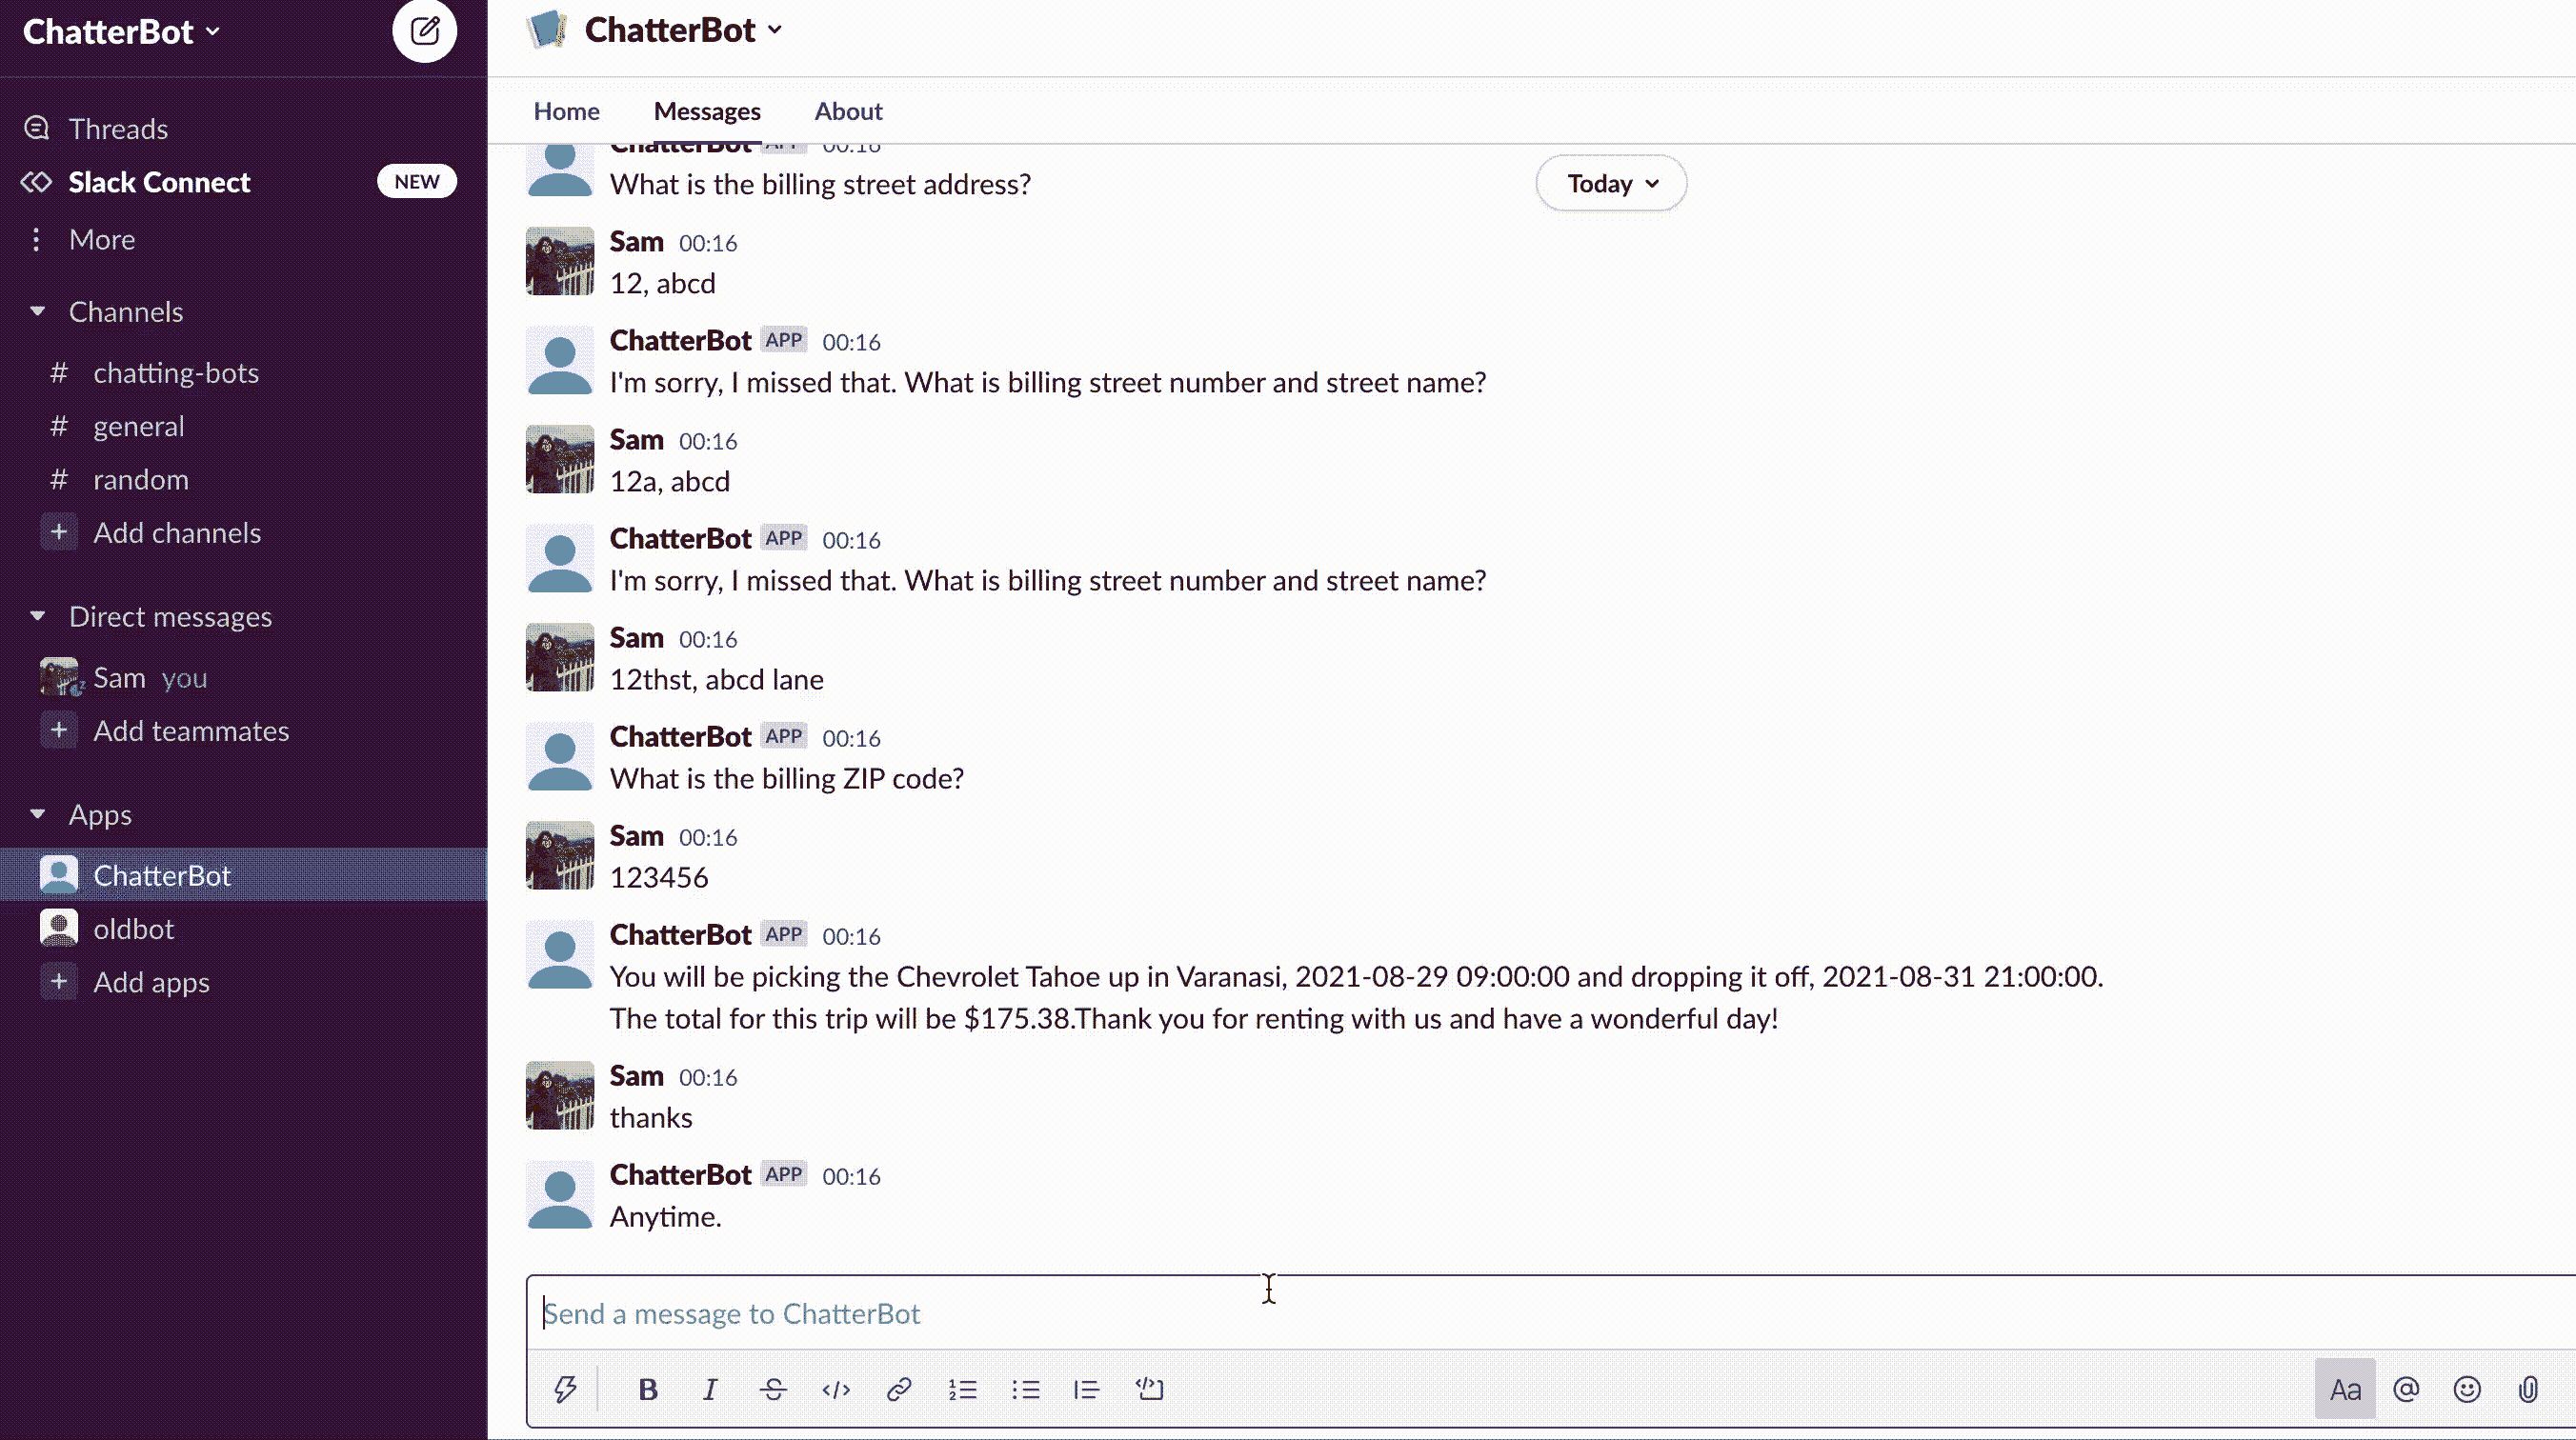 ChatterBot
Threads
Slack Connect NEW
More
Channels
# chatting-bots
# general
# random
+ Add channels
Direct messages
Sam you
+ Add teammates
Apps
ChatterBot
oldbot
+ Add apps
ChatterBot
Home Messages About
Today
ChatterBot APP 00:16
What is the billing street address?
Sam 00:16
12, abcd
ChatterBot APP 00:16
I'm sorry, I missed that. What is billing street number and street name?
Sam 00:16
12a, abcd
ChatterBot APP 00:16
I'm sorry, I missed that. What is billing street number and street name?
Sam 00:16
12thst, abcd lane
ChatterBot APP 00:16
What is the billing ZIP code?
Sam 00:16
123456
ChatterBot APP 00:16
You will be picking the Chevrolet Tahoe up in Varanasi, 2021-08-29 09:00:00 and dropping it off, 2021-08-31 21:00:00.
The total for this trip will be $175.38.Thank you for renting with us and have a wonderful day!
Sam 00:16
thanks
ChatterBot APP 00:16
Anytime.
Send a message to ChatterBot
B I S </> Aa @